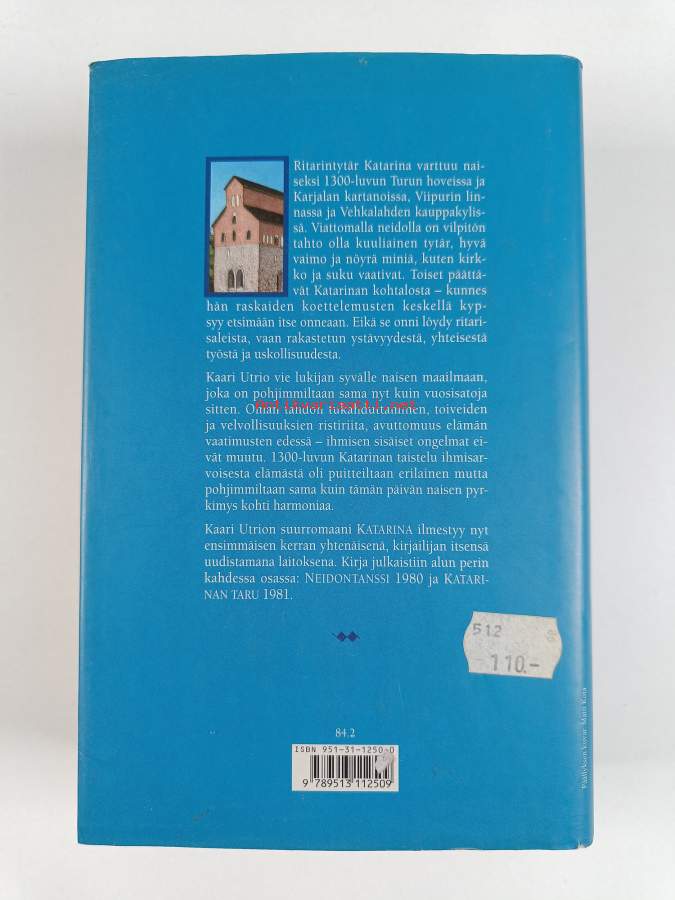 Ritarintytär Katarina varttuu nai-
seksi 1300-luvun Turun hoveissa ja
Karjalan kartanoissa, Viipurin lin-
nassa ja Vehkalahden kauppakylis-
sä. Viattomalla neidolla on vilpitön
tahto olla kuuliainen tytär, hyvä
vaimo ja nöyrä miniä, kuten kirk-
ko ja suku vaativat. Toiset päättä-
vät Katarinan kohtalosta – kunnes
hän raskaiden koettelemusten keskellä kyp-
syy etsimään itse onneaan. Eikä se onni löydy ritari-
saleista, vaan rakastetun ystävyydestä, yhteisestä
työstä ja uskollisuudesta.
Kaari Utrio vie lukijan syvälle naisen maailmaan,
joka on pohjimmiltaan sama nyt kuin vuosisatoja
sitten. Oman tahdon tukahduttaminen, toiveiden
ja velvollisuuksien ristiriita, avuttomuus elämän
vaatimusten edessä – ihmisen sisäiset ongelmat ei-
vät muutu. 1300-luvun Katarinan taistelu ihmisar-
voisesta elämästä oli puitteiltaan erilainen mutta
pohjimmiltaan sama kuin tämän päivän naisen pyr-
kimys kohti harmoniaa.
Kaari Utrion suurromaani KATARINA ilmestyy nyt
ensimmäisen kerran yhtenäisenä, kirjailijan itsensä
uudistamana laitoksena. Kirja julkaistiin alun perin
kahdessa osassa: NEIDONTANSSI 1980 ja KATARI-
NAN TARU 1981.
512
110.-
84.2
ISBN 951-31-1250-0
9 789513 112509
Päällyksen kuvat: Matti Kota